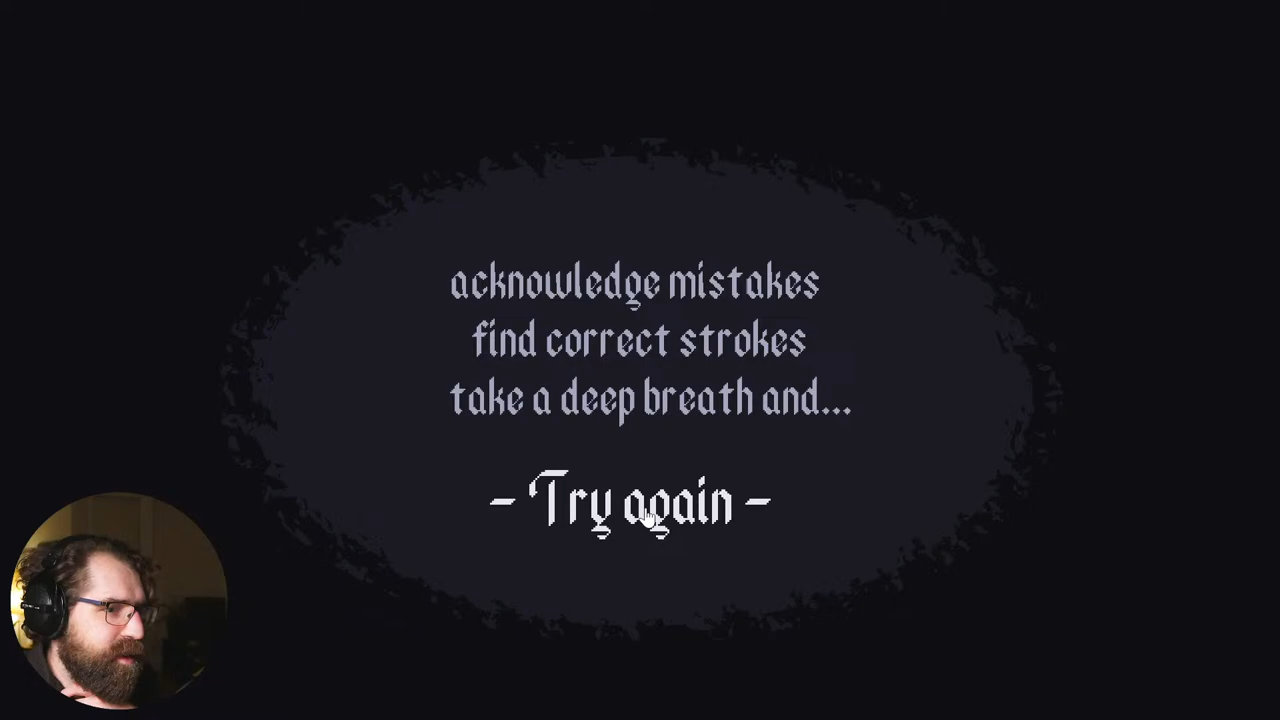 acknowledge mistakes
find correct strokes
take a deep breath and...
- Try again -